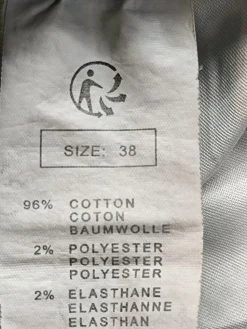 SIZE: 38
96% COTTON
COTON
BAUMWOLLE
2% POLYESTER
POLYESTER
POLYESTER
2% ELASTHANE
ELASTHANNE
ELASTHAN